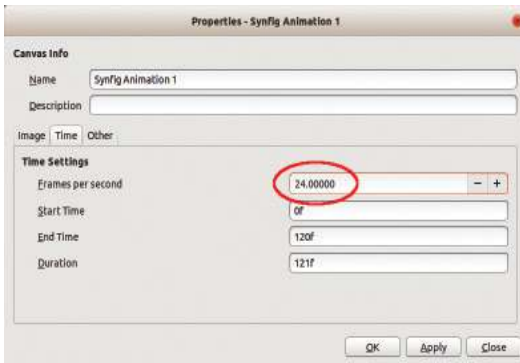 Properties - Synfig Animation 1
Canvas Info
Name Synfig Animation 1
Description
Image Time Other
Time Settings
Frames per second 24.00000 - +
Start Time 0f
End Time 120f
Duration 121f
OK Apply Close